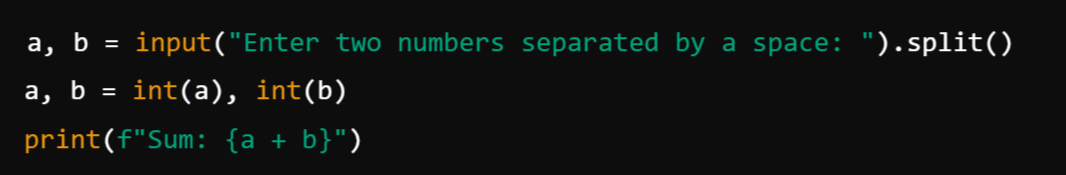 a, b = input("Enter two numbers separated by a space: ").split()
a, b = int(a), int(b)
print(f"Sum: {a + b}")